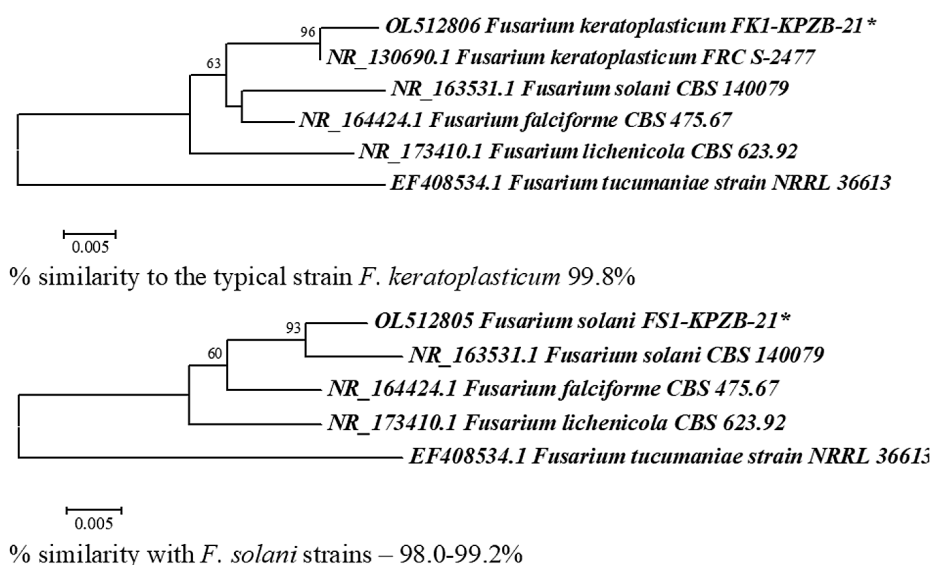 OL512806 Fusarium keratoplasticum FK1-KPZB-21*
96
NR_130690.1 Fusarium keratoplasticum FRC S-2477
63
NR_163531.1 Fusarium solani CBS 140079
NR_164424.1 Fusarium falciforme CBS 475.67
NR_173410.1 Fusarium lichenicola CBS 623.92
EF408534.1 Fusarium tucumaniae strain NRRL 36613
0.005
% similarity to the typical strain F. keratoplasticum 99.8%
OL512805 Fusarium solani FS1-KPZB-21*
93
NR_163531.1 Fusarium solani CBS 140079
60
NR_164424.1 Fusarium falciforme CBS 475.67
NR_173410.1 Fusarium lichenicola CBS 623.92
EF408534.1 Fusarium tucumaniae strain NRRL 36613
0.005
% similarity with F. solani strains – 98.0-99.2%